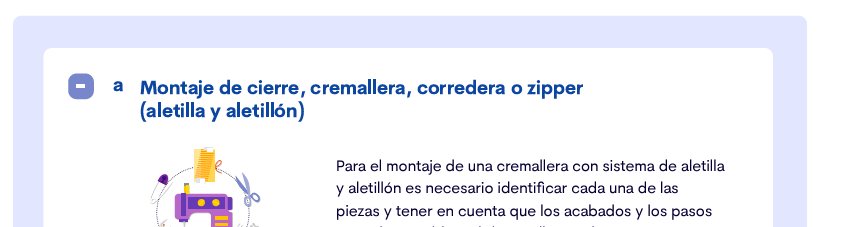 a Montaje de cierre, cremallera, corredera o zipper
(aletilla y aletillón)
Para el montaje de una cremallera con sistema de aletilla
y aletillón es necesario identificar cada una de las
piezas y tener en cuenta que los acabados y los pasos